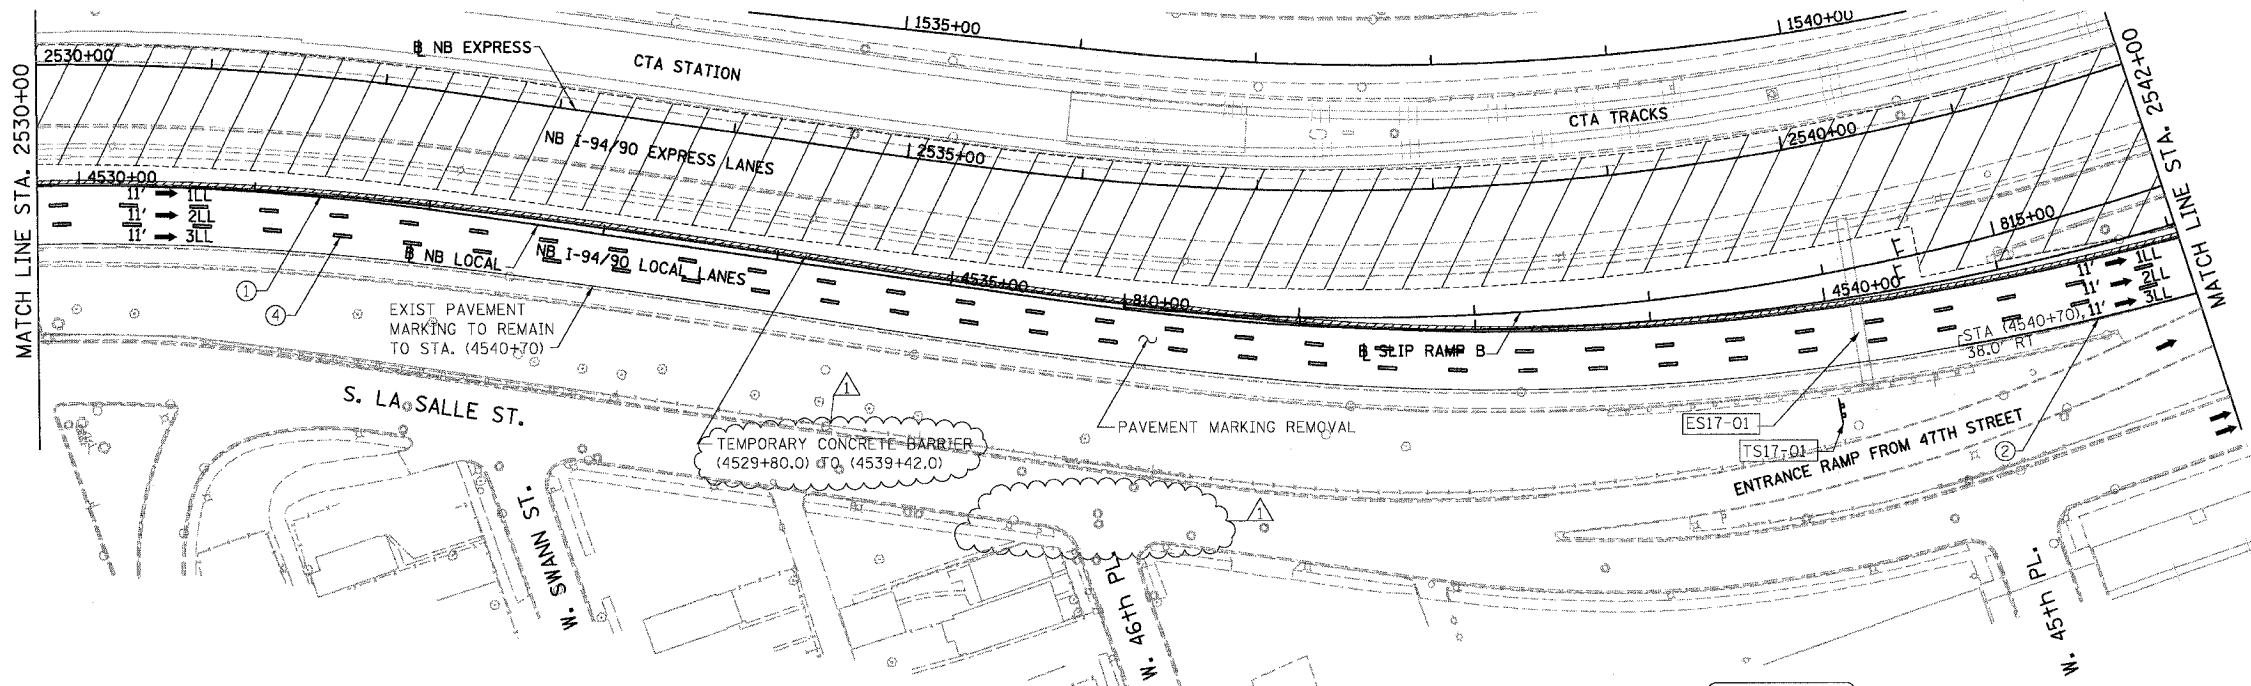 1535+00
1540+00
MATCH LINE STA. 2530+00
2530+00
℄ NB EXPRESS
CTA STATION
CTA TRACKS
MATCH LINE STA. 2542+00
NB I-94/90 EXPRESS LANES
2535+00
2540+00
4530+00
11' 1LL
11' 2LL
11' 3LL
℄ NB LOCAL
NB I-94/90 LOCAL LANES
4535+00
810+00
4540+00
815+00
11' 1LL
11' 2LL
11' 3LL
1
4
EXIST PAVEMENT
MARKING TO REMAIN
TO STA. (4540+70)
℄ SLIP RAMP B
STA (4540+70),
38.0' RT
S. LA SALLE ST.
1
TEMPORARY CONCRETE BARRIER
(4529+80.0) TO (4539+42.0)
PAVEMENT MARKING REMOVAL
ES17-01
TS17-01
ENTRANCE RAMP FROM 47TH STREET
2
1
W. SWANN ST.
W. 46th PL.
W. 45th PL.